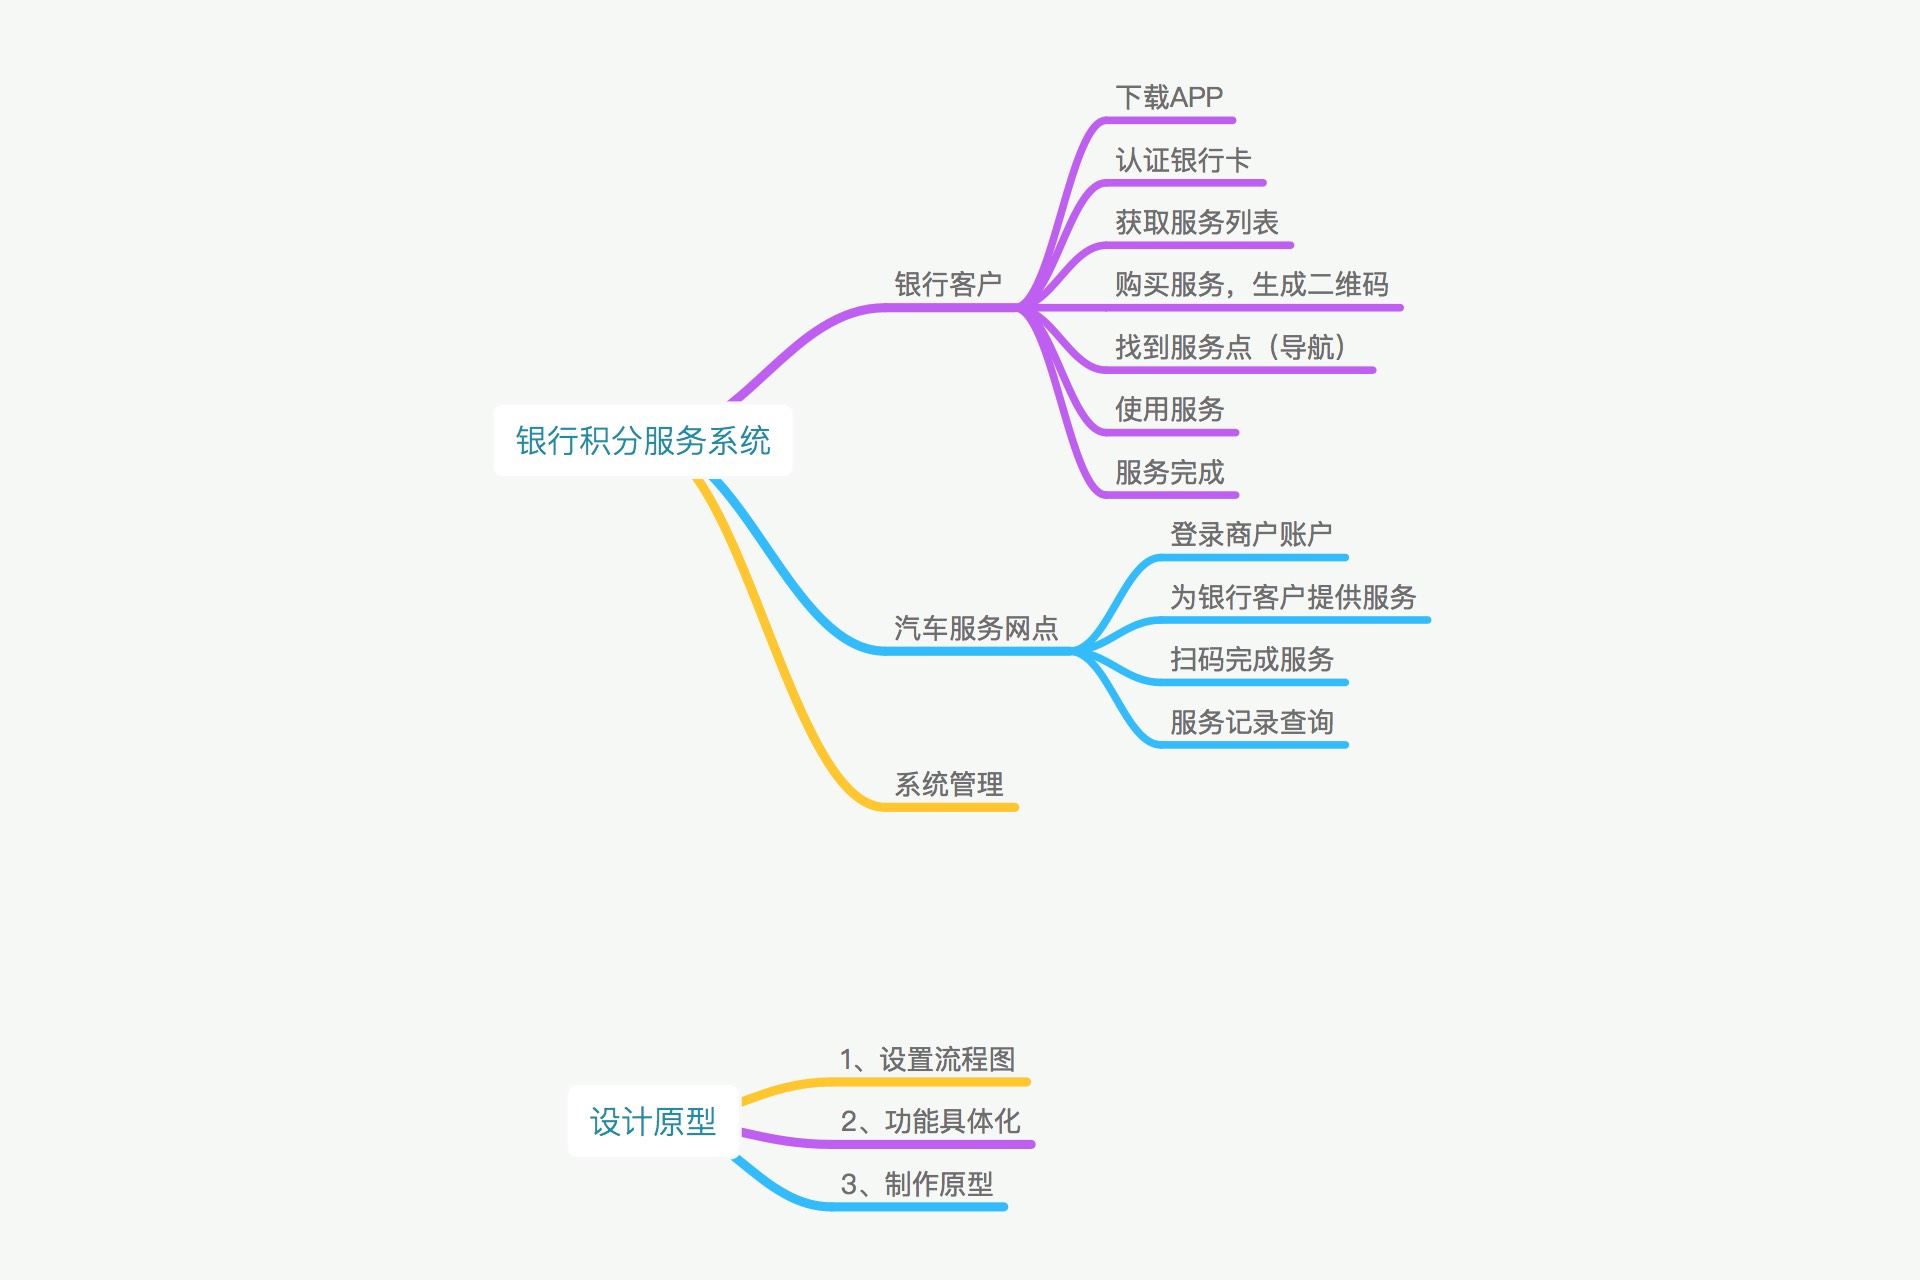 银行积分服务系统
银行客户
下载APP
认证银行卡
获取服务列表
购买服务，生成二维码
找到服务点（导航）
使用服务
服务完成
汽车服务网点
登录商户账户
为银行客户提供服务
扫码完成服务
服务记录查询
系统管理
设计原型
1、设置流程图
2、功能具体化
3、制作原型